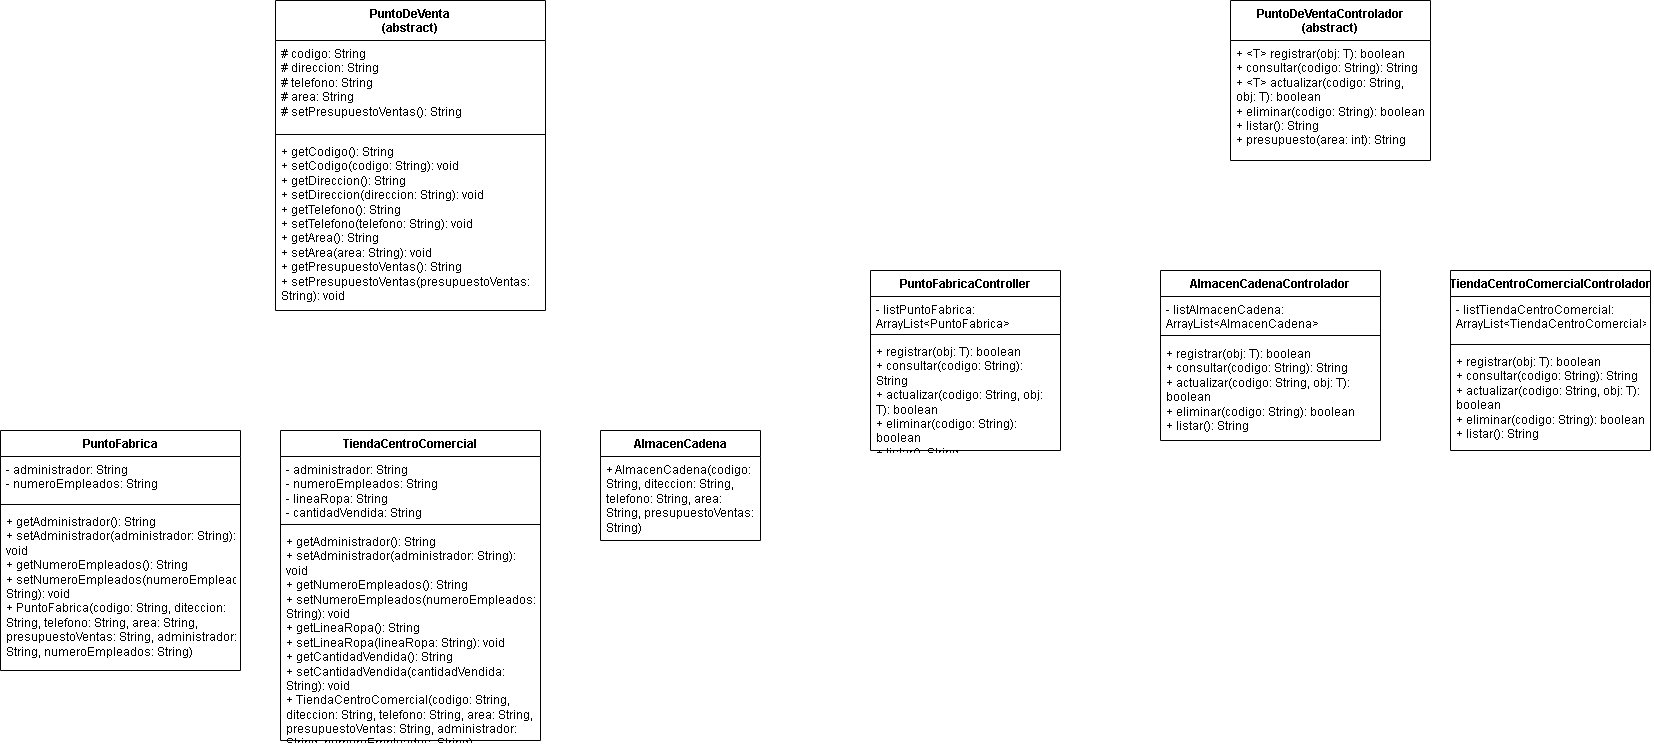 PuntoDeVenta
(abstract)
# codigo: String
# direccion: String
# telefono: String
# area: String
# setPresupuestoVentas(): String
+ getCodigo(): String
+ setCodigo(codigo: String): void
+ getDireccion(): String
+ setDireccion(direccion: String): void
+ getTelefono(): String
+ setTelefono(telefono: String): void
+ getArea(): String
+ setArea(area: String): void
+ getPresupuestoVentas(): String
+ setPresupuestoVentas(presupuestoVentas:
String): void
PuntoDeVentaControlador
(abstract)
+ <T> registrar(obj: T): boolean
+ consultar(codigo: String): String
+ <T> actualizar(codigo: String,
obj: T): boolean
+ eliminar(codigo: String): boolean
+ listar(): String
+ presupuesto(area: int): String
PuntoFabricaController
- listPuntoFabrica:
ArrayList<PuntoFabrica>
+ registrar(obj: T): boolean
+ consultar(codigo: String):
String
+ actualizar(codigo: String, obj:
T): boolean
+ eliminar(codigo: String):
boolean
+ listar(): String
AlmacenCadenaControlador
- listAlmacenCadena:
ArrayList<AlmacenCadena>
+ registrar(obj: T): boolean
+ consultar(codigo: String): String
+ actualizar(codigo: String, obj: T):
boolean
+ eliminar(codigo: String): boolean
+ listar(): String
TiendaCentroComercialControlador
- listTiendaCentroComercial:
ArrayList<TiendaCentroComercial>
+ registrar(obj: T): boolean
+ consultar(codigo: String): String
+ actualizar(codigo: String, obj: T):
boolean
+ eliminar(codigo: String): boolean
+ listar(): String
PuntoFabrica
- administrador: String
- numeroEmpleados: String
+ getAdministrador(): String
+ setAdministrador(administrador: String):
void
+ getNumeroEmpleados(): String
+ setNumeroEmpleados(numeroEmplead
String): void
+ PuntoFabrica(codigo: String, diteccion:
String, telefono: String, area: String,
presupuestoVentas: String, administrador:
String, numeroEmpleados: String)
TiendaCentroComercial
- administrador: String
- numeroEmpleados: String
- lineaRopa: String
- cantidadVendida: String
+ getAdministrador(): String
+ setAdministrador(administrador: String):
void
+ getNumeroEmpleados(): String
+ setNumeroEmpleados(numeroEmpleados:
String): void
+ getLineaRopa(): String
+ setLineaRopa(lineaRopa: String): void
+ getCantidadVendida(): String
+ setCantidadVendida(cantidadVendida:
String): void
+ TiendaCentroComercial(codigo: String,
diteccion: String, telefono: String, area: String,
presupuestoVentas: String, administrador:
String, numeroEmpleados: String)
AlmacenCadena
+ AlmacenCadena(codigo:
String, diteccion: String,
telefono: String, area:
String, presupuestoVentas:
String)